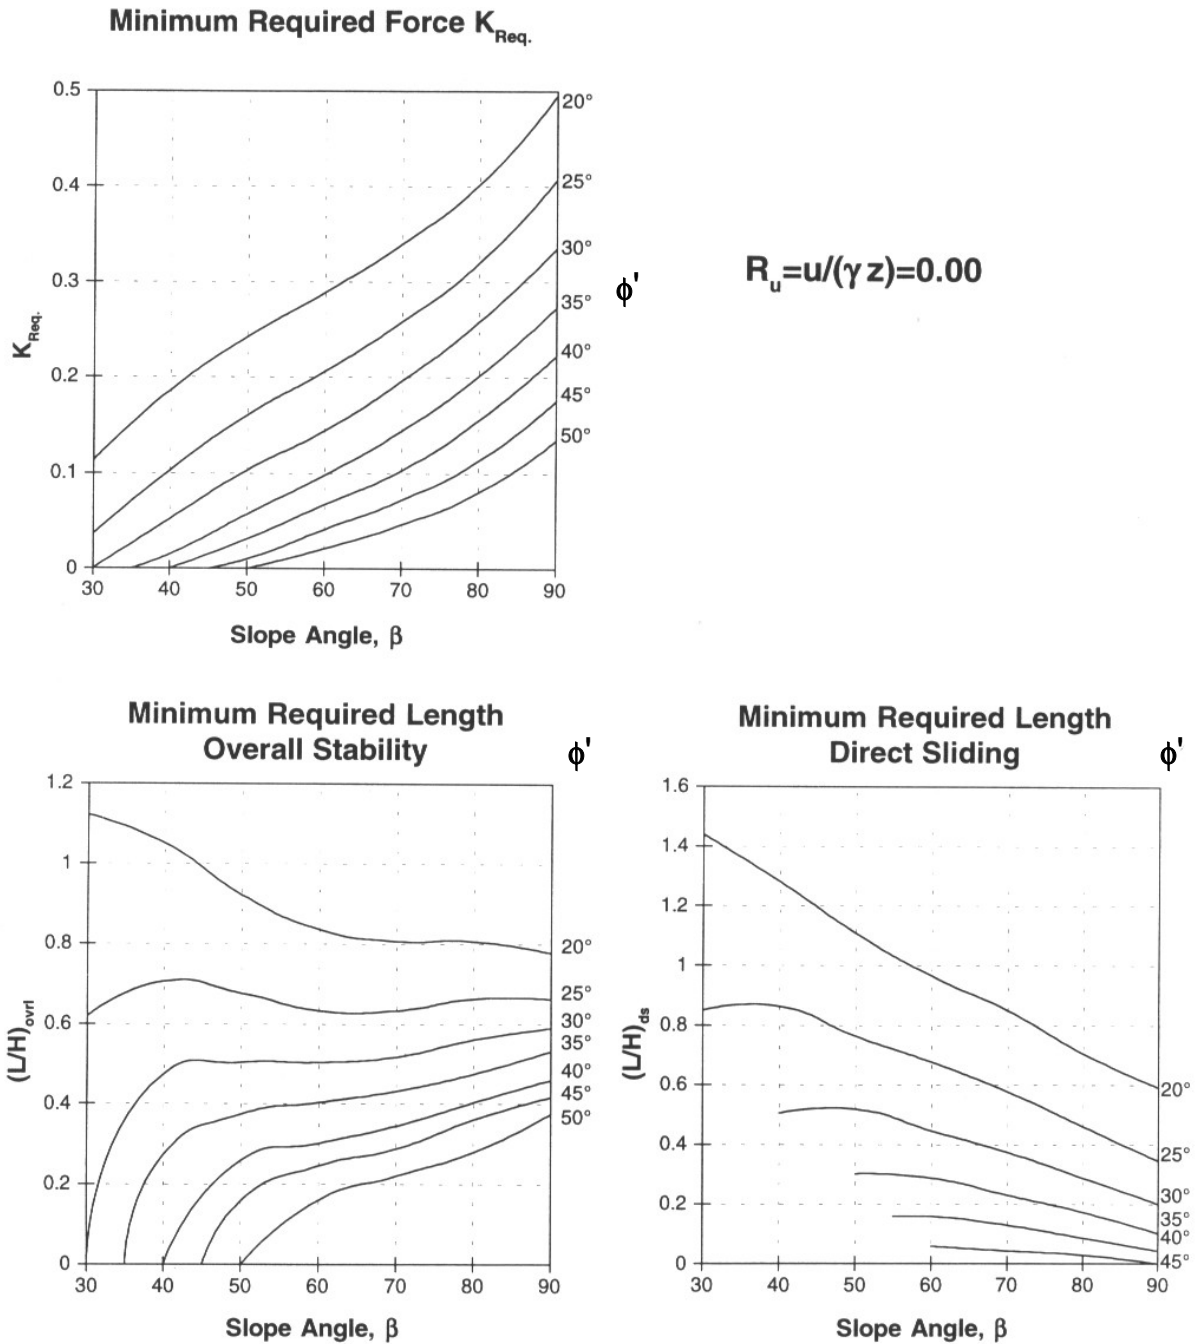 Minimum Required Force K Req.
0.5
0.4
0.3
0.2
0.1
0
K Req.
20°
25°
30°
35°
40°
45°
50°
ϕ'
30 40 50 60 70 80 90
Slope Angle, β
R u=u/(γ z)=0.00
Minimum Required Length
Overall Stability
ϕ'
1.2
1
0.8
0.6
0.4
0.2
0
(L/H) ovrl
20°
25°
30°
35°
40°
45°
50°
30 40 50 60 70 80 90
Slope Angle, β
Minimum Required Length
Direct Sliding
ϕ'
1.6
1.4
1.2
1
0.8
0.6
0.4
0.2
0
(L/H) ds
20°
25°
30°
35°
40°
45°
30 40 50 60 70 80 90
Slope Angle, β